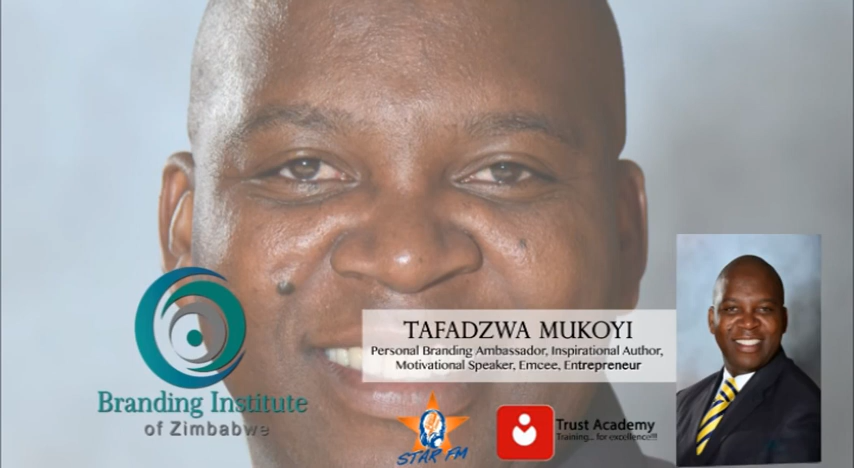 TAFADZWA MUKOYI
Personal Branding Ambassador, Inspirational Author,
Motivational Speaker, Emcee, Entrepreneur
Branding Institute
of Zimbabwe
STAR FM
Trust Academy
Training... for excellence!!!